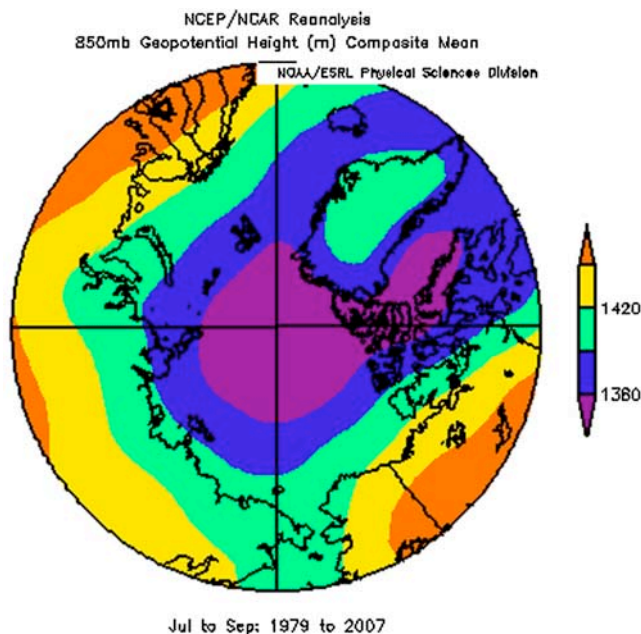 NCEP/NCAR Reanalysis
850mb Geopotential Height (m) Composite Mean
NOAA/ESRL Physical Sciences Division
1420
1360
Jul to Sep: 1979 to 2007